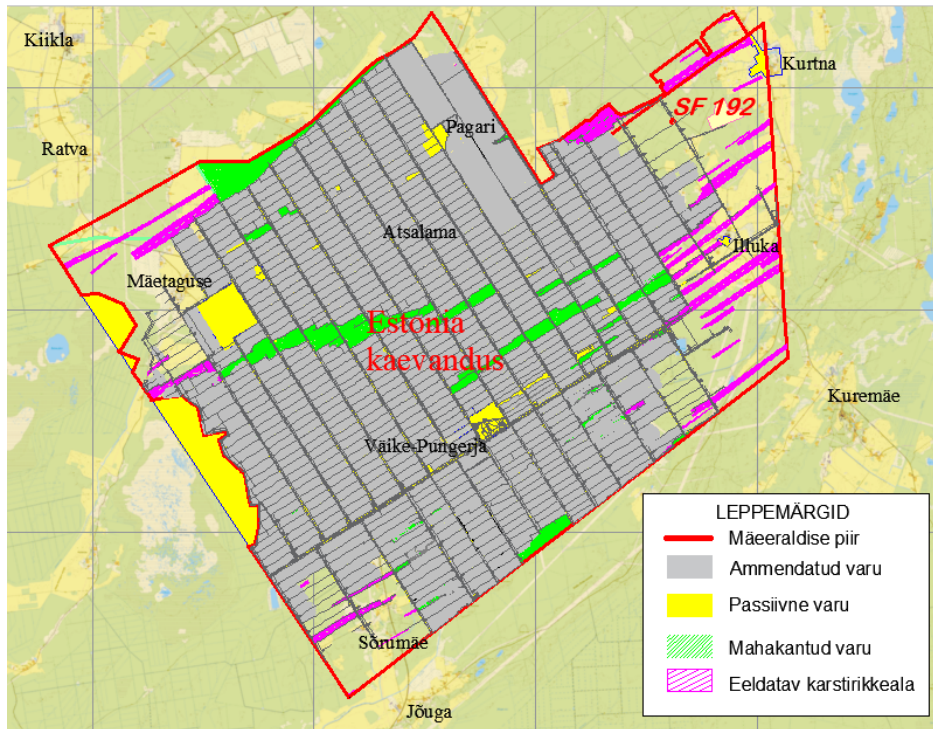 Kiikla
Kurtna
SF 192
Pagari
Ratva
Atsalama
Illuka
Mäetaguse
Estonia
kaevandus
Kuremäe
Väike-Pungerja
LEPPEMÄRGID
Mäeeraldise piir
Ammendatud varu
Passiivne varu
Mahakantud varu
Eeldatav karstirikkeala
Sõrumäe
Jõuga